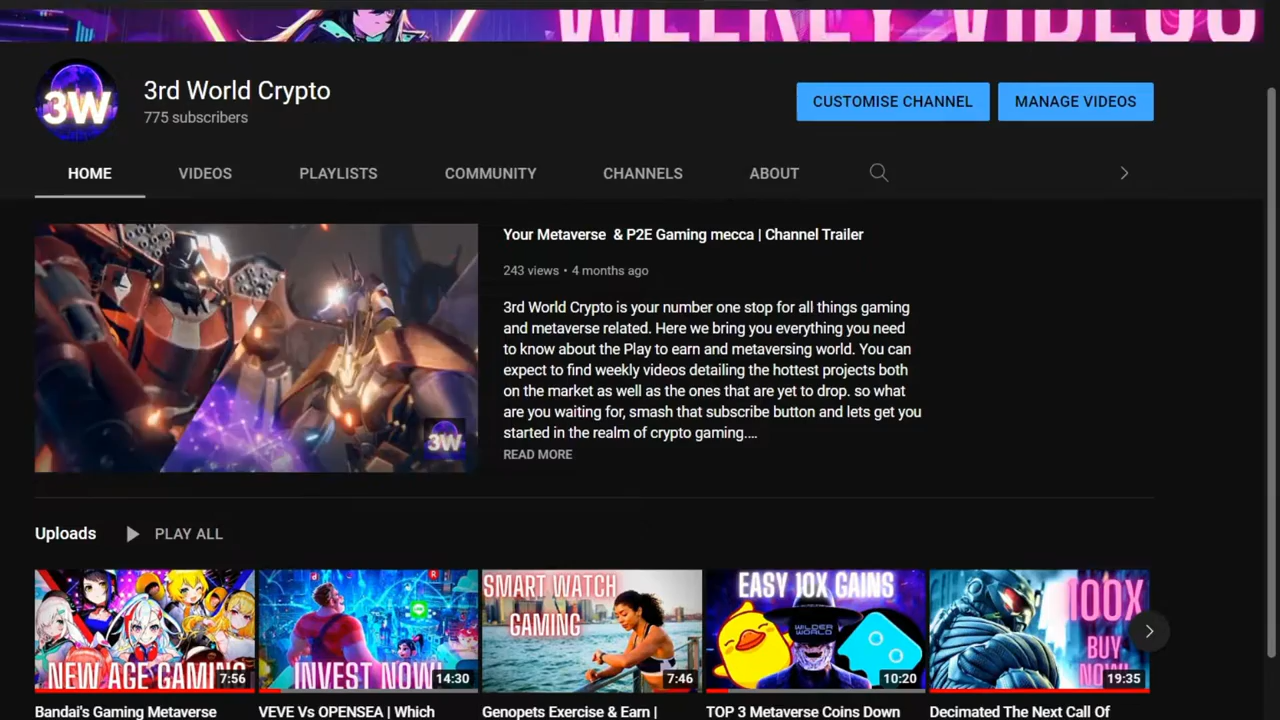 WEEKLY VIDEOS
3W
3rd World Crypto
775 subscribers
CUSTOMISE CHANNEL
MANAGE VIDEOS
HOME
VIDEOS
PLAYLISTS
COMMUNITY
CHANNELS
ABOUT
3W
Your Metaverse & P2E Gaming mecca | Channel Trailer
243 views • 4 months ago
3rd World Crypto is your number one stop for all things gaming
and metaverse related. Here we bring you everything you need
to know about the Play to earn and metaversing world. You can
expect to find weekly videos detailing the hottest projects both
on the market as well as the ones that are yet to drop. so what
are you waiting for, smash that subscribe button and lets get you
started in the realm of crypto gaming....
READ MORE
Uploads
PLAY ALL
NEW AGE GAMING
7:56
INVEST NOW!
14:30
SMART WATCH
GAMING
7:46
EASY 10X GAINS
WILDER
WORLD
10:20
100X
BUY
NOW!
19:35
Bandai's Gaming Metaverse
VEVE Vs OPENSEA | Which
Genopets Exercise & Earn |
TOP 3 Metaverse Coins Down
Decimated The Next Call Of